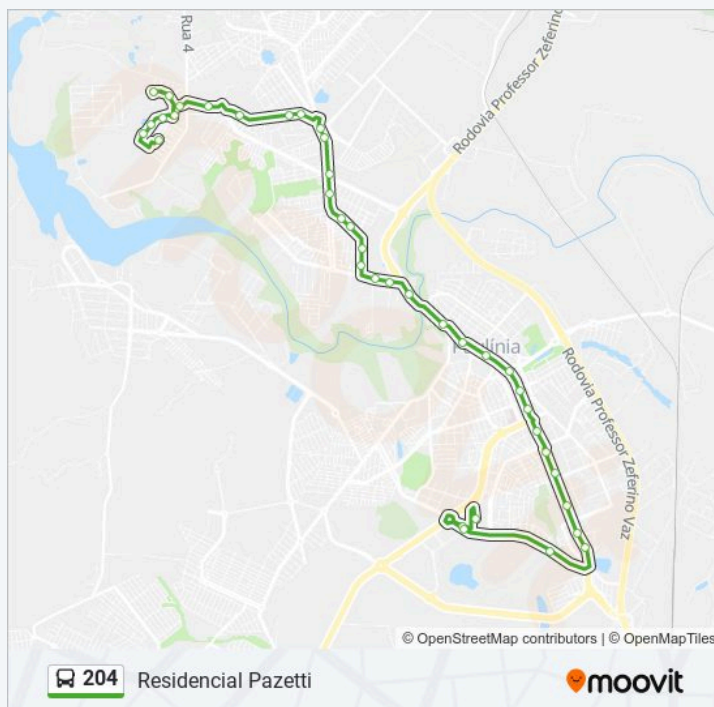 Rua 4
Rodovia Professor Zeferino
Paulínia
Rodovia Professor Zeferino Vaz
© OpenStreetMap contributors | © OpenMapTiles
204 Residencial Pazetti
moovit